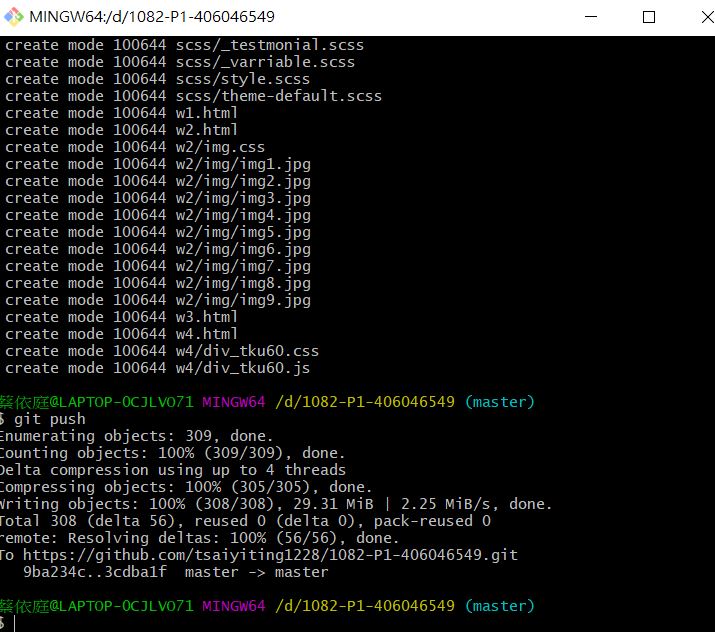 MINGW64:/d/1082-P1-406046549
create mode 100644 scss/_testmonial.scss
create mode 100644 scss/_varriable.scss
create mode 100644 scss/style.scss
create mode 100644 scss/theme-default.scss
create mode 100644 w1.html
create mode 100644 w2.html
create mode 100644 w2/img.css
create mode 100644 w2/img/img1.jpg
create mode 100644 w2/img/img2.jpg
create mode 100644 w2/img/img3.jpg
create mode 100644 w2/img/img4.jpg
create mode 100644 w2/img/img5.jpg
create mode 100644 w2/img/img6.jpg
create mode 100644 w2/img/img7.jpg
create mode 100644 w2/img/img8.jpg
create mode 100644 w2/img/img9.jpg
create mode 100644 w3.html
create mode 100644 w4.html
create mode 100644 w4/div_tku60.css
create mode 100644 w4/div_tku60.js
蔡依庭@LAPTOP-OCJLVO71 MINGW64 /d/1082-P1-406046549 (master)
$ git push
Enumerating objects: 309, done.
Counting objects: 100% (309/309), done.
Delta compression using up to 4 threads
Compressing objects: 100% (305/305), done.
Writing objects: 100% (308/308), 29.31 MiB | 2.25 MiB/s, done.
Total 308 (delta 56), reused 0 (delta 0), pack-reused 0
remote: Resolving deltas: 100% (56/56), done.
To https://github.com/tsaiyiting1228/1082-P1-406046549.git
9ba234c..3cdba1f  master -> master
蔡依庭@LAPTOP-OCJLVO71 MINGW64 /d/1082-P1-406046549 (master)
$